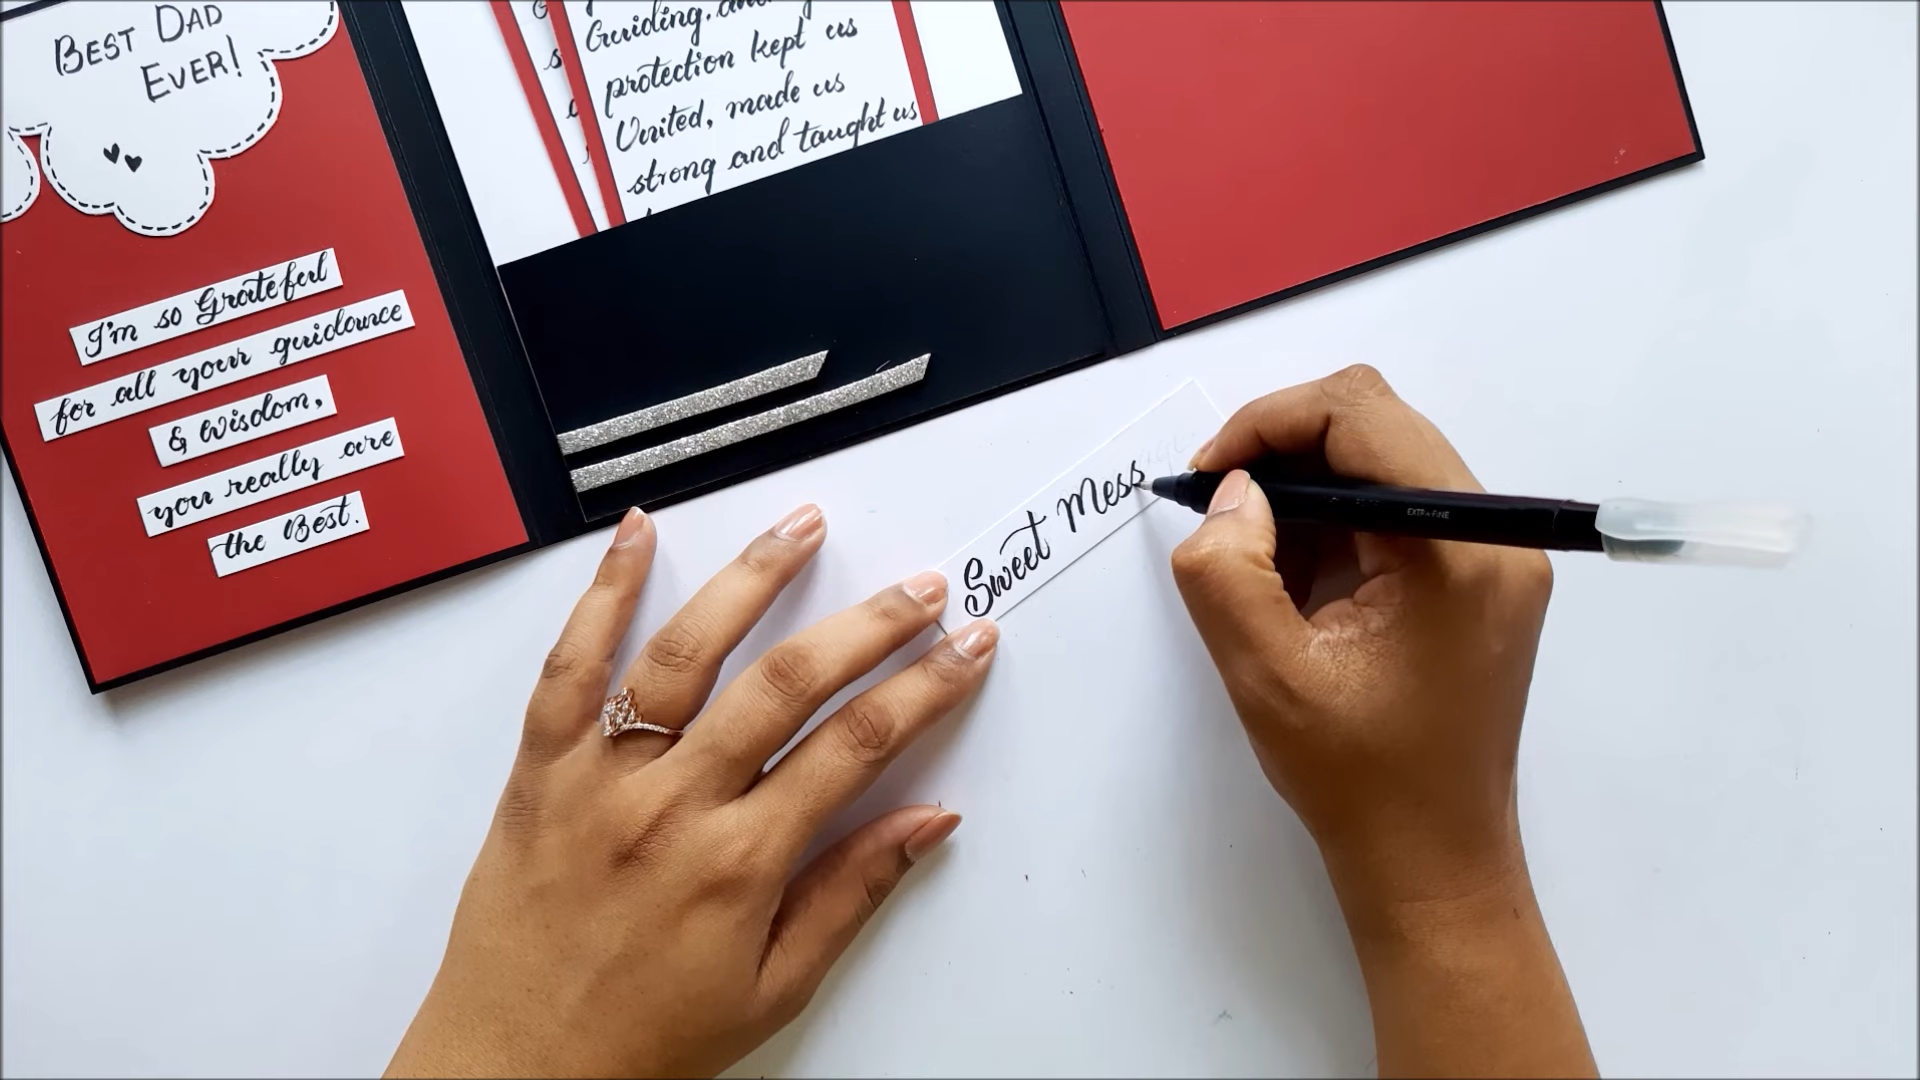 BEST DAD
EVER!
I'm so Grateful
for all your guidance
& Wisdom,
you really are
the Best.
Guiding, and
protection kept us
United, made us
strong and taught us
Sweet Mess
EXTRA-FINE